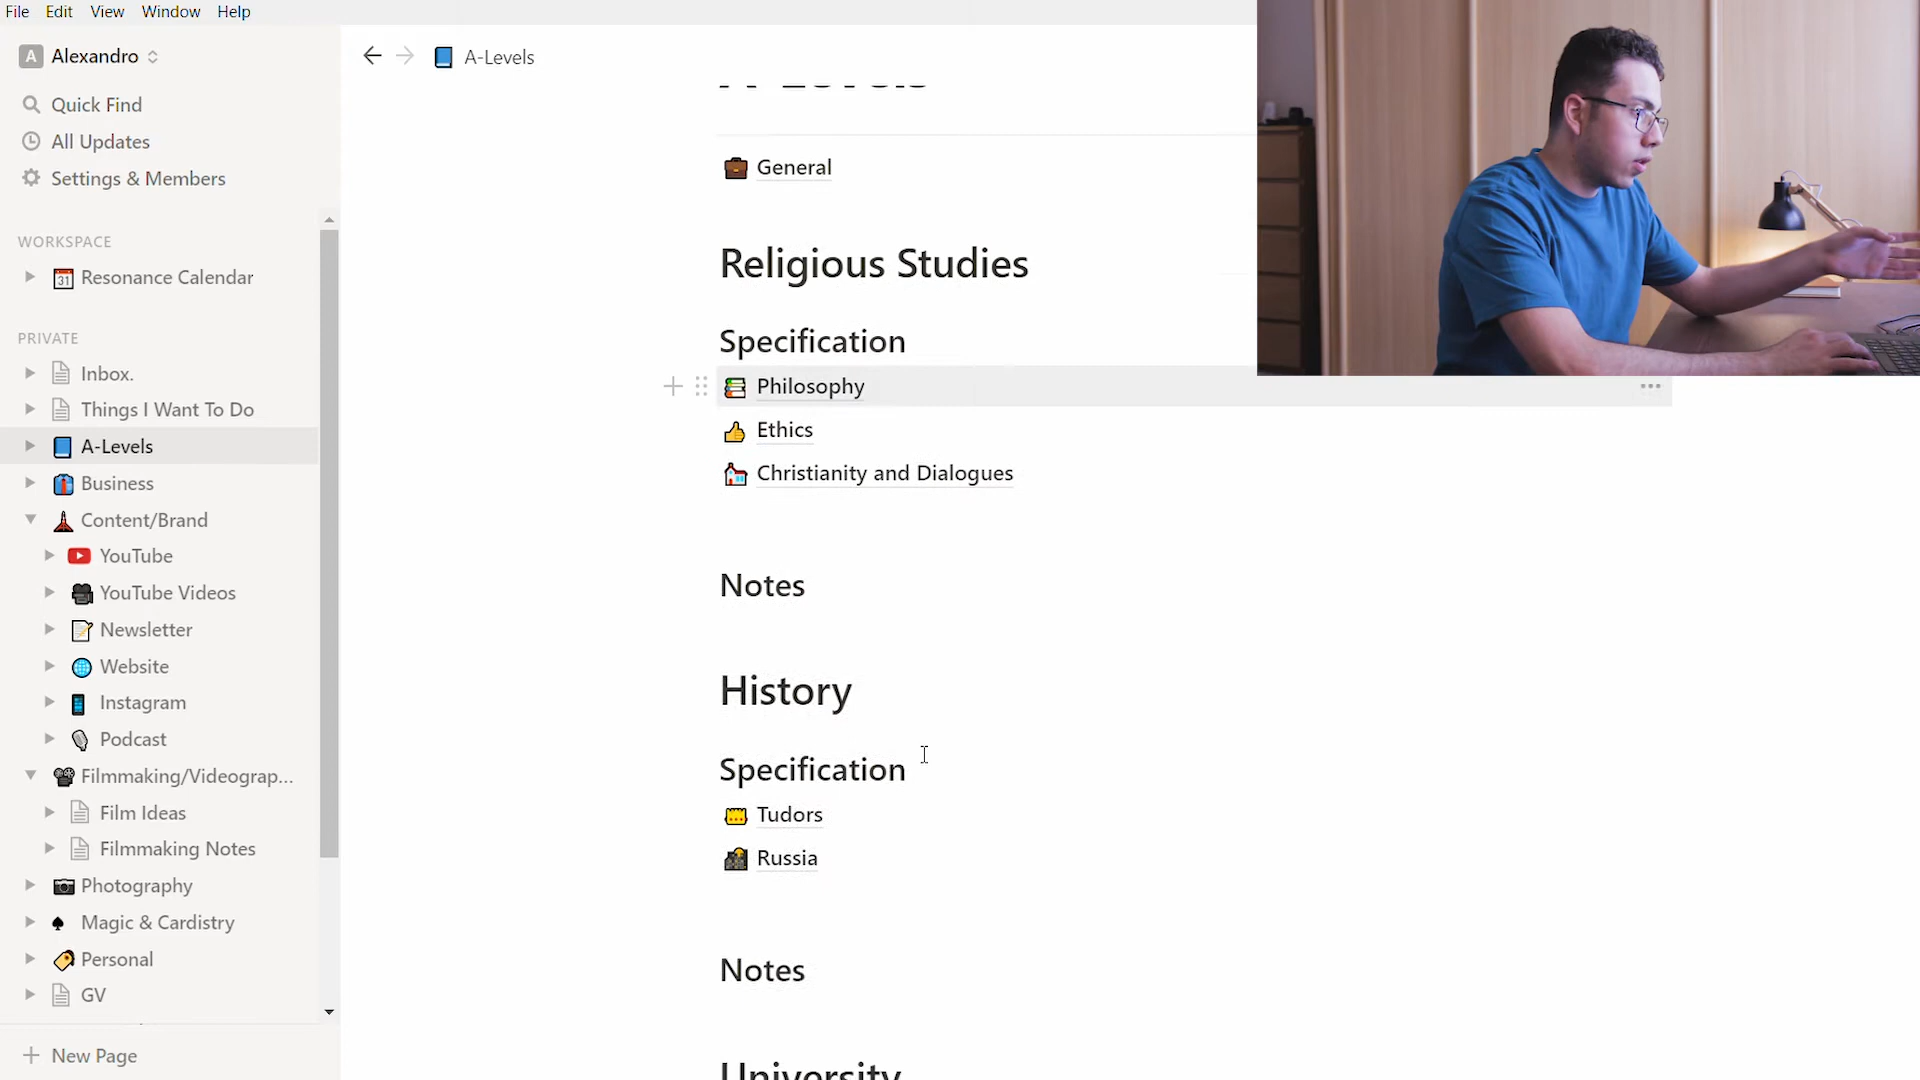 File Edit View Window Help
A Alexandro
Quick Find
All Updates
Settings & Members
WORKSPACE
31 Resonance Calendar
PRIVATE
Inbox.
Things I Want To Do
A-Levels
Business
Content/Brand
YouTube
YouTube Videos
Newsletter
Website
Instagram
Podcast
Filmmaking/Videograp...
Film Ideas
Filmmaking Notes
Photography
Magic & Cardistry
Personal
GV
New Page
A-Levels
General
Religious Studies
Specification
Philosophy
Ethics
Christianity and Dialogues
Notes
History
Specification
Tudors
Russia
Notes
University